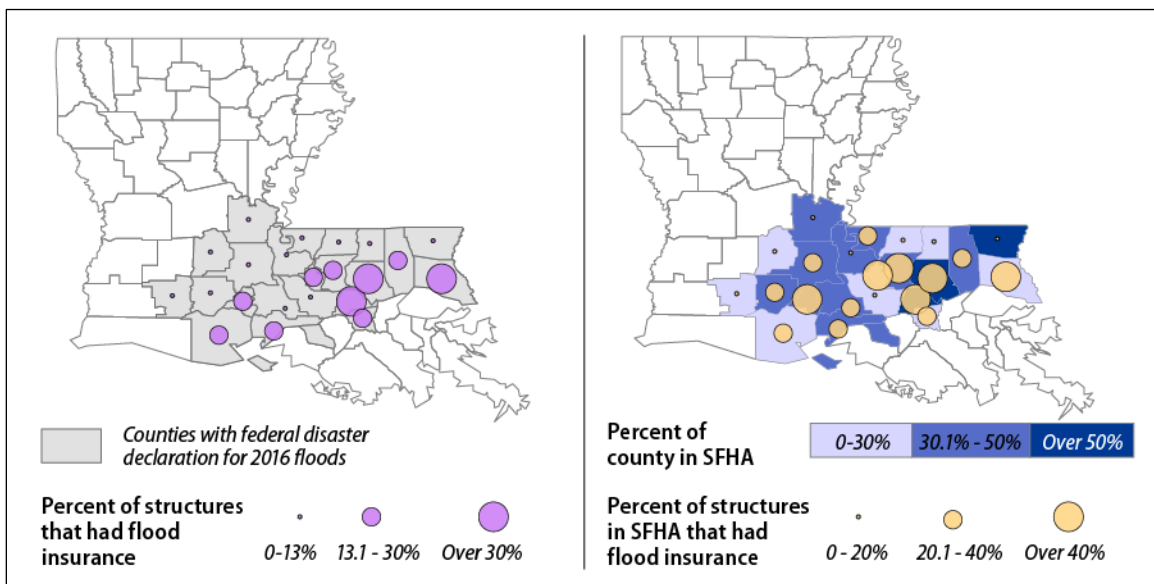 Counties with federal disaster
declaration for 2016 floods
Percent of structures
that had flood
insurance
0-13%
13.1 - 30%
Over 30%
Percent of
county in SFHA
0-30%
30.1% - 50%
Over 50%
Percent of structures
in SFHA that had
flood insurance
0 - 20%
20.1 - 40%
Over 40%